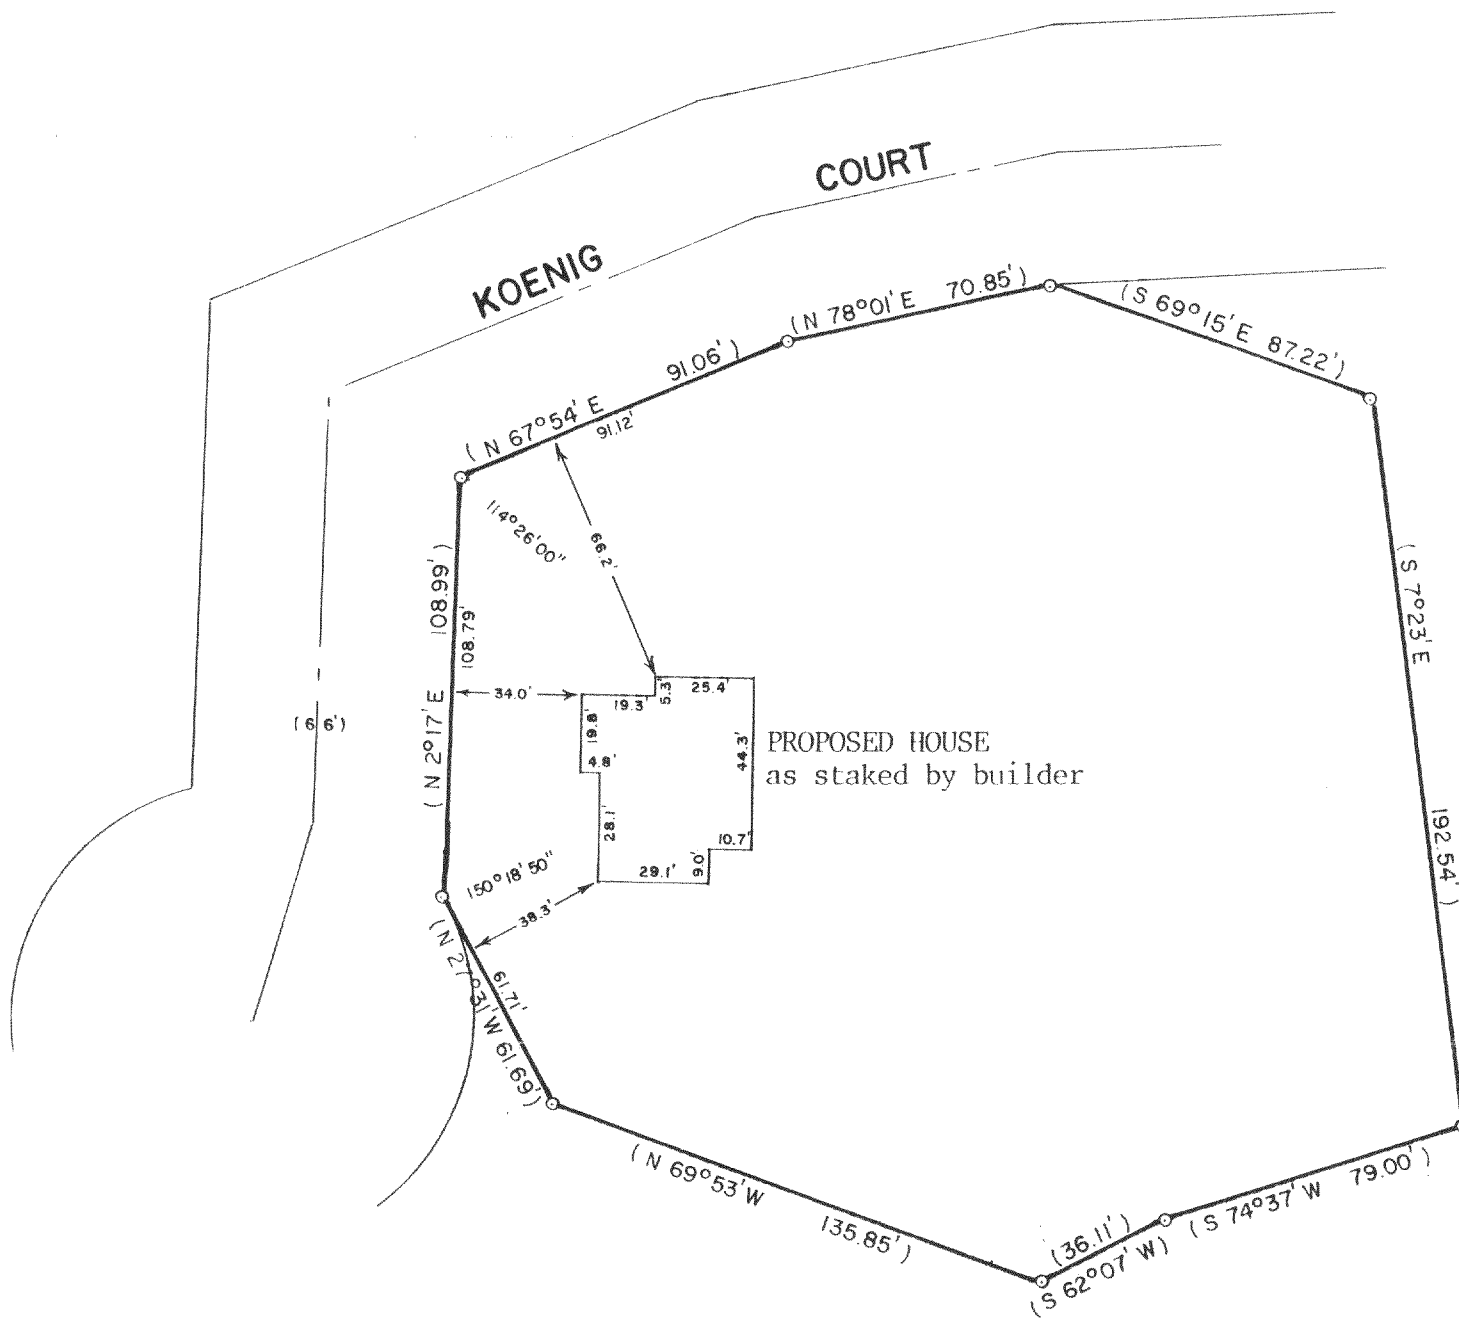 COURT
KOENIG
(N 78°01' E 70.85')
(S 69°15' E 87.22')
(N 67°54' E 91.06')
91.12'
114°26'00"
66.2'
(N 2°17' E 108.99')
108.79'
(S 7°23' E 192.54')
34.0'
19.3'
5.3'
25.4'
(66')
19.8'
44.3'
PROPOSED HOUSE
as staked by builder
4.8'
28.1'
10.7'
9.0'
29.1'
150°18'50"
38.3'
(N 27°31' W 61.69')
61.71'
(N 69°53' W 135.85')
(36.11')
(S 62°07' W)
(S 74°37' W 79.00')